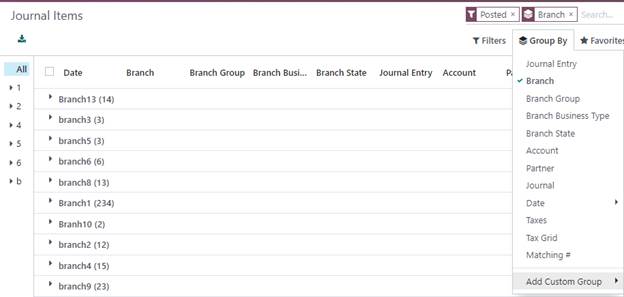 Journal Items
Posted ×
Branch ×
Filters
Group By
Favorites
All
1
2
4
5
6
b
Date Branch Branch Group Branch Busi... Branch State Journal Entry Account Pa
Branch13 (14)
branch3 (3)
branch5 (3)
branch6 (6)
branch8 (13)
Branch1 (234)
Branh10 (2)
branch2 (12)
branch4 (15)
branch9 (23)
Journal Entry
Branch
Branch Group
Branch Business Type
Branch State
Account
Partner
Journal
Date
Taxes
Tax Grid
Matching #
Add Custom Group